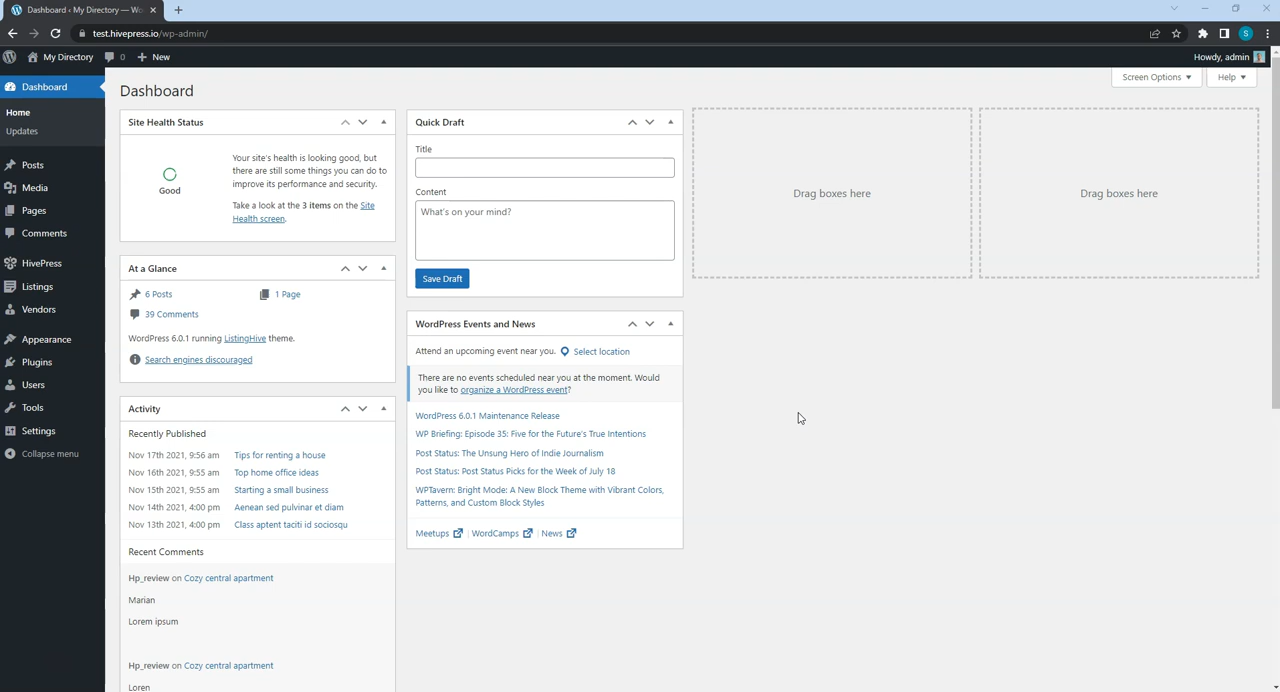 Dashboard ‹ My Directory — Wo
test.hivepress.io/wp-admin/
S
My Directory
0
New
Howdy, admin
Screen Options
Help
Dashboard
Home
Updates
Posts
Media
Pages
Comments
HivePress
Listings
Vendors
Appearance
Plugins
Users
Tools
Settings
Collapse menu
Dashboard
Site Health Status
Good
Your site's health is looking good, but
there are still some things you can do to
improve its performance and security.
Take a look at the 3 items on the Site
Health screen.
At a Glance
6 Posts
1 Page
39 Comments
WordPress 6.0.1 running ListingHive theme.
Search engines discouraged
Activity
Recently Published
Nov 17th 2021, 9:56 am Tips for renting a house
Nov 16th 2021, 9:55 am Top home office ideas
Nov 15th 2021, 9:55 am Starting a small business
Nov 14th 2021, 4:00 pm Aenean sed pulvinar et diam
Nov 13th 2021, 4:00 pm Class aptent taciti id sociosqu
Recent Comments
Hp_review on Cozy central apartment
Marian
Lorem ipsum
Hp_review on Cozy central apartment
Loren
Quick Draft
Title
Content
What's on your mind?
Save Draft
WordPress Events and News
Attend an upcoming event near you. Select location
There are no events scheduled near you at the moment. Would
you like to organize a WordPress event?
WordPress 6.0.1 Maintenance Release
WP Briefing: Episode 35: Five for the Future's True Intentions
Post Status: The Unsung Hero of Indie Journalism
Post Status: Post Status Picks for the Week of July 18
WPTavern: Bright Mode: A New Block Theme with Vibrant Colors,
Patterns, and Custom Block Styles
Meetups | WordCamps | News
Drag boxes here
Drag boxes here